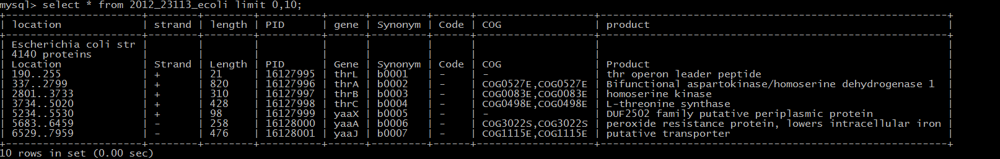 mysql> select * from 2012_23113_ecoli limit 0,10;
+----------------------+--------+--------+----------+------+---------+------+-------------------+---------------------------------------------------------+
| location             | strand | length | PID      | gene | Synonym | Code | COG               | product                                                 |
+----------------------+--------+--------+----------+------+---------+------+-------------------+---------------------------------------------------------+
| Escherichia coli str |        |        |          |      |         |      |                   |                                                         |
| 4140 proteins        |        |        |          |      |         |      |                   |                                                         |
| Location             | Strand | Length | PID      | Gene | Synonym | Code | COG               | Product                                                 |
| 190..255             | +      | 21     | 16127995 | thrL | b0001   | -    | -                 | thr operon leader peptide                               |
| 337..2799            | +      | 820    | 16127996 | thrA | b0002   | -    | COG0527E,COG0527E | Bifunctional aspartokinase/homoserine dehydrogenase 1   |
| 2801..3733           | +      | 310    | 16127997 | thrB | b0003   | -    | COG0083E,COG0083E | homoserine kinase                                       |
| 3734..5020           | +      | 428    | 16127998 | thrC | b0004   | -    | COG0498E,COG0498E | L-threonine synthase                                    |
| 5234..5530           | +      | 98     | 16127999 | yaaX | b0005   | -    | -                 | DUF2502 family putative periplasmic protein             |
| 5683..6459           | -      | 258    | 16128000 | yaaA | b0006   | -    | COG3022S,COG3022S | peroxide resistance protein, lowers intracellular iron |
| 6529..7959           | -      | 476    | 16128001 | yaaJ | b0007   | -    | COG1115E,COG1115E | putative transporter                                    |
+----------------------+--------+--------+----------+------+---------+------+-------------------+---------------------------------------------------------+
10 rows in set (0.00 sec)